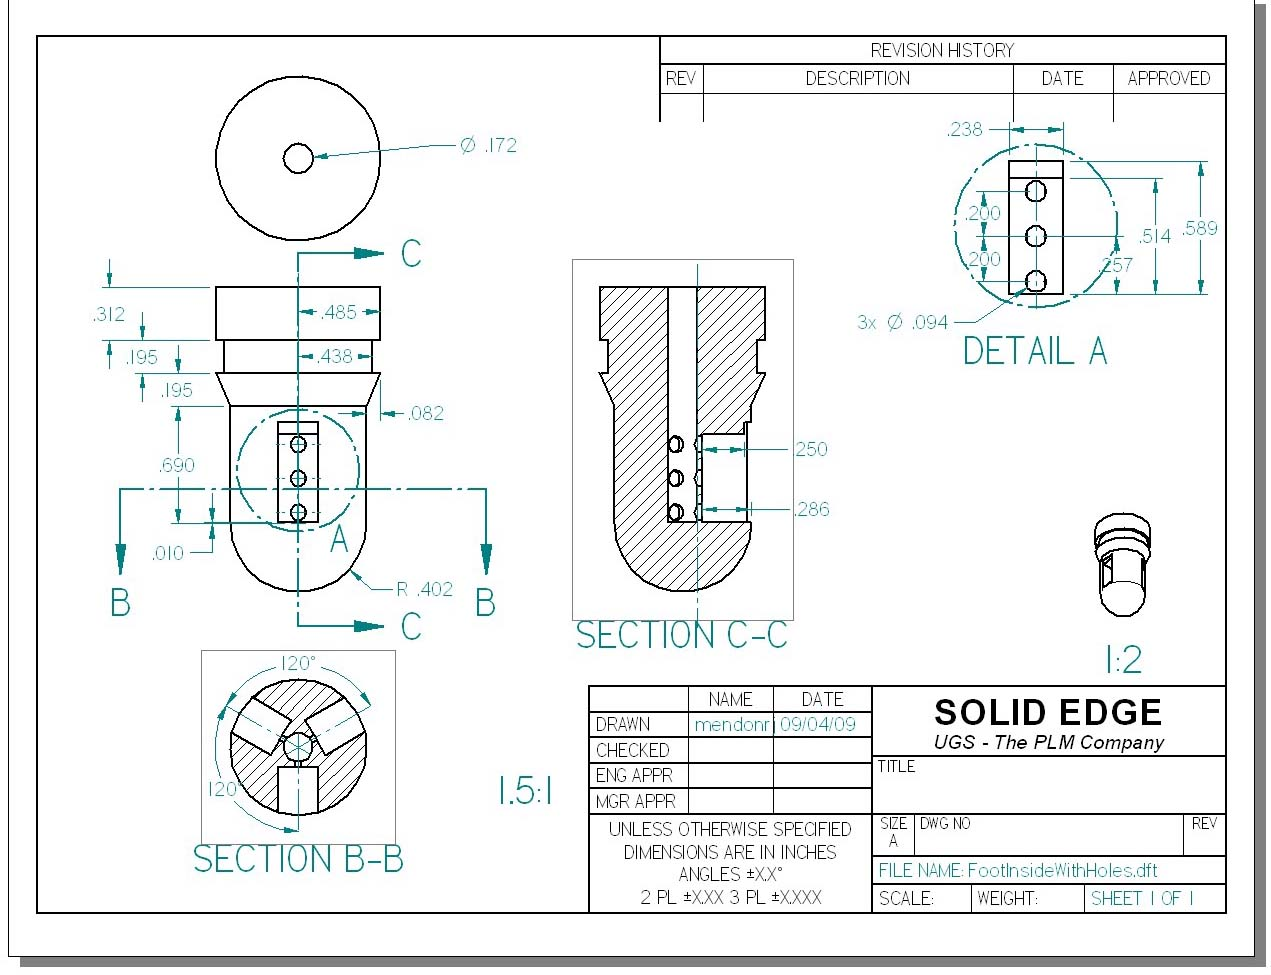 REVISION HISTORY
REV DESCRIPTION DATE APPROVED
Ø .172
.238
.200
.200
.257
.514
.589
3x Ø .094
DETAIL A
C
.312
.485
.195
.438
.195
.082
.690
A
.010
R .402
B B
C
.250
.286
SECTION C-C
1:2
120°
120°
SECTION B-B
1.5:1
NAME DATE
DRAWN mendonr 09/04/09
CHECKED
ENG APPR
MGR APPR
UNLESS OTHERWISE SPECIFIED
DIMENSIONS ARE IN INCHES
ANGLES ±X.X°
2 PL ±X.XX 3 PL ±X.XXX
SOLID EDGE
UGS - The PLM Company
TITLE
SIZE DWG NO REV
A
FILE NAME: FootInsideWithHoles.dft
SCALE: WEIGHT: SHEET 1 OF 1